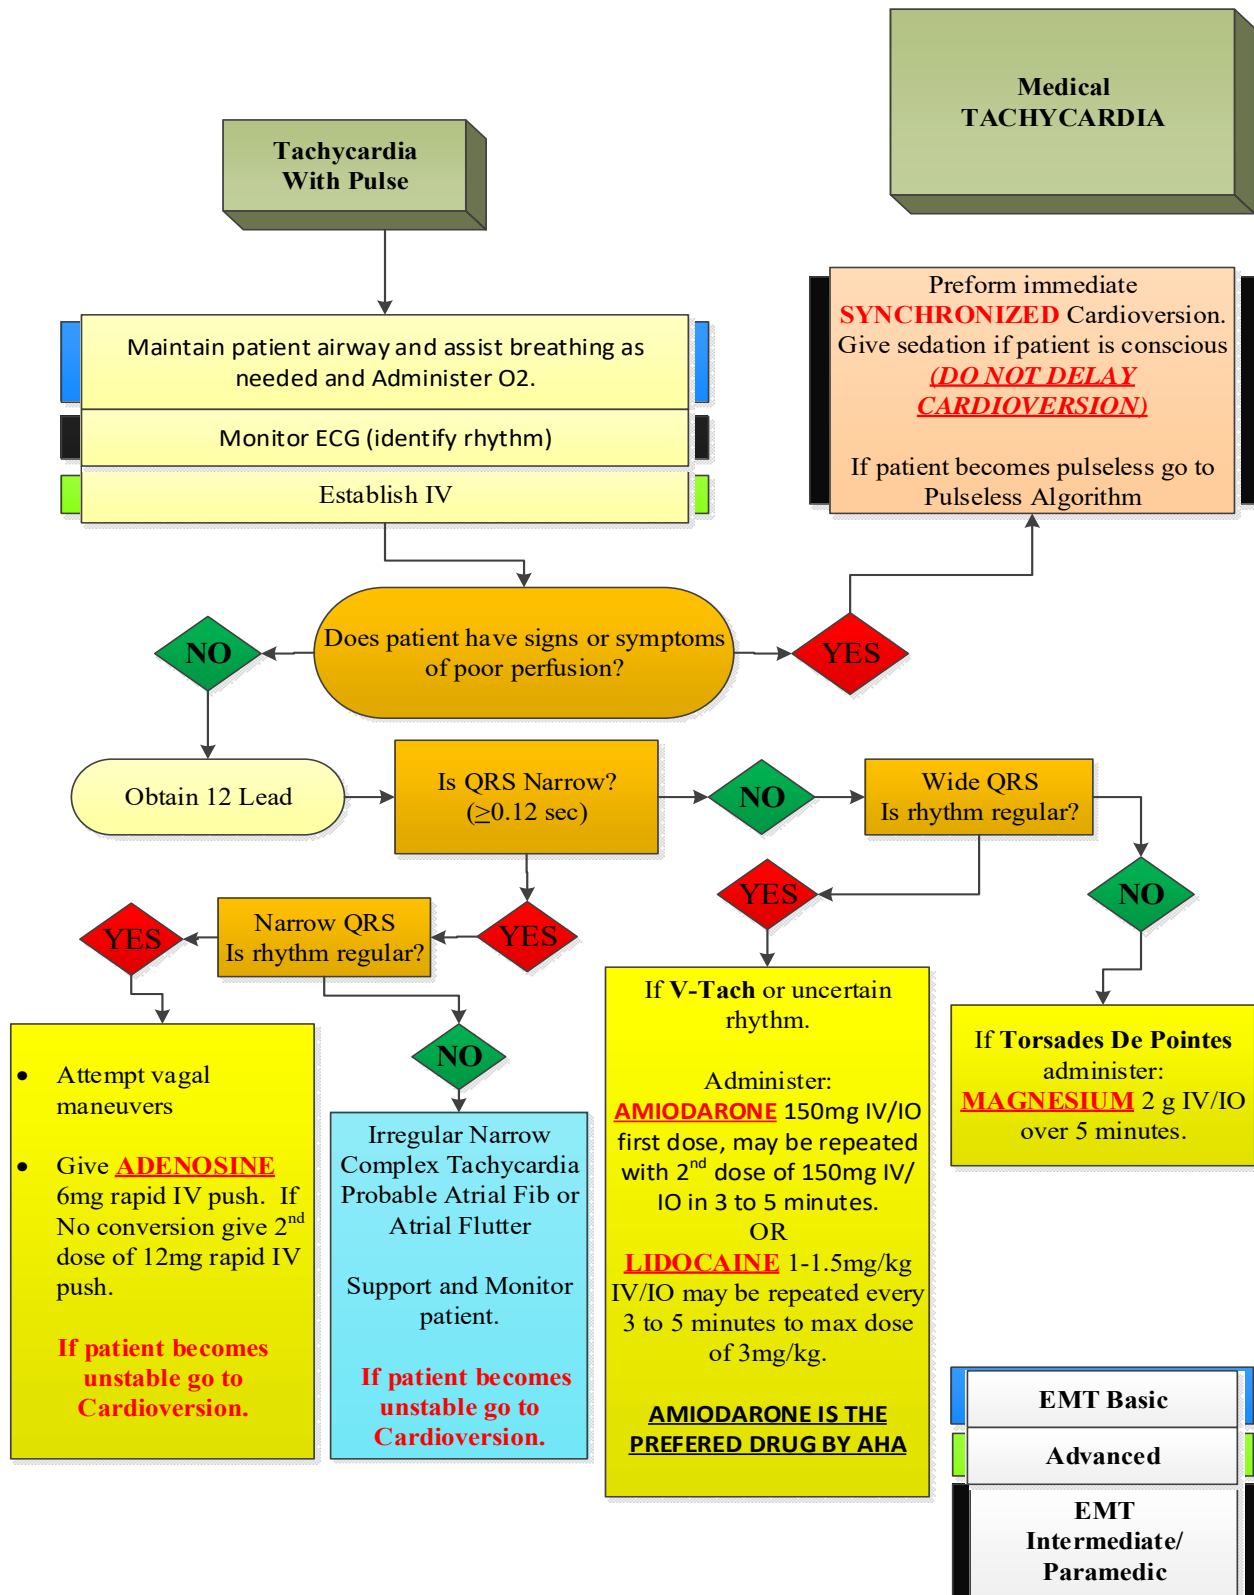 Medical
TACHYCARDIA
Tachycardia
With Pulse
Maintain patient airway and assist breathing as
needed and Administer O2.
Monitor ECG (identify rhythm)
Establish IV
Preform immediate
SYNCHRONIZED Cardioversion.
Give sedation if patient is conscious
(DO NOT DELAY
CARDIOVERSION)
If patient becomes pulseless go to
Pulseless Algorithm
Does patient have signs or symptoms
of poor perfusion?
NO
YES
Obtain 12 Lead
Is QRS Narrow?
(≥0.12 sec)
NO
Wide QRS
Is rhythm regular?
YES
NO
YES
Narrow QRS
Is rhythm regular?
YES
NO
• Attempt vagal
maneuvers
• Give ADENOSINE
6mg rapid IV push. If
No conversion give 2nd
dose of 12mg rapid IV
push.
If patient becomes
unstable go to
Cardioversion.
Irregular Narrow
Complex Tachycardia
Probable Atrial Fib or
Atrial Flutter
Support and Monitor
patient.
If patient becomes
unstable go to
Cardioversion.
If V-Tach or uncertain
rhythm.
Administer:
AMIODARONE 150mg IV/IO
first dose, may be repeated
with 2nd dose of 150mg IV/
IO in 3 to 5 minutes.
OR
LIDOCAINE 1-1.5mg/kg
IV/IO may be repeated every
3 to 5 minutes to max dose
of 3mg/kg.
AMIODARONE IS THE
PREFERED DRUG BY AHA
If Torsades De Pointes
administer:
MAGNESIUM 2 g IV/IO
over 5 minutes.
EMT Basic
Advanced
EMT
Intermediate/
Paramedic